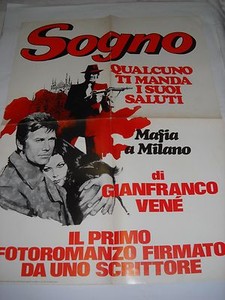 Sogno
QUALCUNO
TI MANDA
I SUOI
SALUTI
Mafia
a Milano
di
GIANFRANCO
VENÉ
IL PRIMO
FOTOROMANZO FIRMATO
DA UNO SCRITTORE